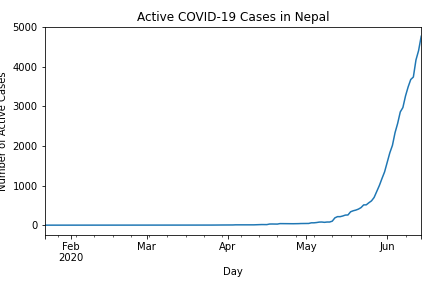 Active COVID-19 Cases in Nepal
Number of Active Cases
5000
4000
3000
2000
1000
0
Feb
2020
Mar
Apr
May
Jun
Day